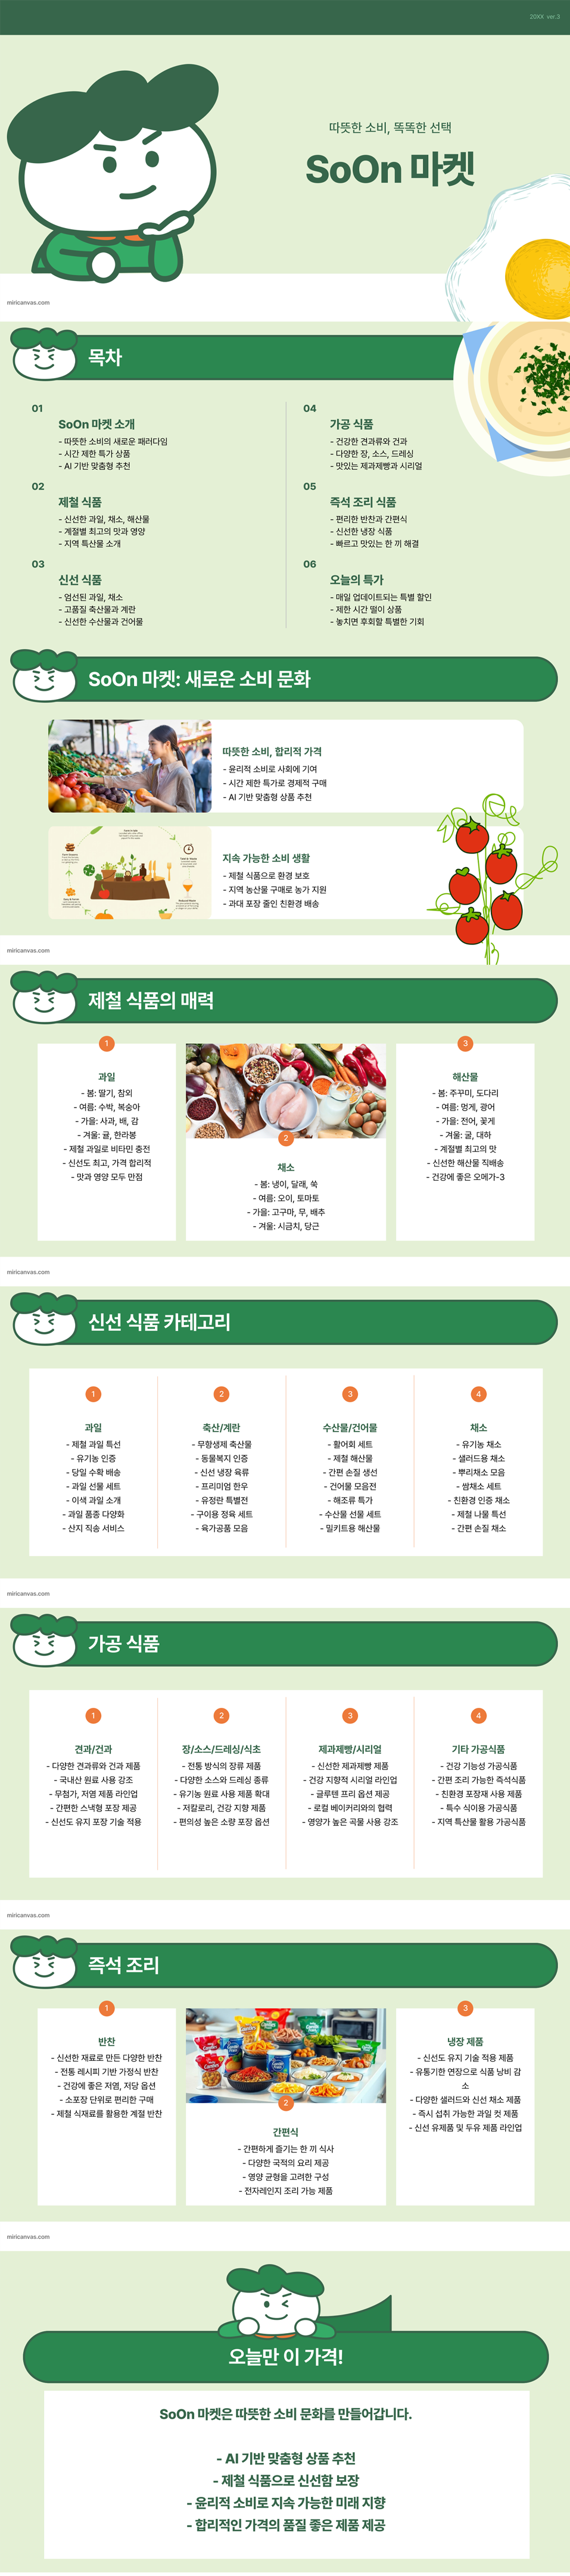 20XX ver.3
따뜻한 소비, 똑똑한 선택
SoOn 마켓
miricanvas.com
목차
01
SoOn 마켓 소개
- 따뜻한 소비의 새로운 패러다임
- 시간 제한 특가 상품
- AI 기반 맞춤형 추천
02
제철 식품
- 신선한 과일, 채소, 해산물
- 계절별 최고의 맛과 영양
- 지역 특산물 소개
03
신선 식품
- 엄선된 과일, 채소
- 고품질 축산물과 계란
- 신선한 수산물과 건어물
04
가공 식품
- 건강한 견과류와 건과
- 다양한 장, 소스, 드레싱
- 맛있는 제과제빵과 시리얼
05
즉석 조리 식품
- 편리한 반찬과 간편식
- 신선한 냉장 식품
- 빠르고 맛있는 한 끼 해결
06
오늘의 특가
- 매일 업데이트되는 특별 할인
- 제한 시간 떨이 상품
- 놓치면 후회할 특별한 기회
SoOn 마켓: 새로운 소비 문화
따뜻한 소비, 합리적 가격
- 윤리적 소비로 사회에 기여
- 시간 제한 특가로 경제적 구매
- AI 기반 맞춤형 상품 추천
지속 가능한 소비 생활
- 제철 식품으로 환경 보호
- 지역 농산물 구매로 농가 지원
- 과대 포장 줄인 친환경 배송
miricanvas.com
제철 식품의 매력
1
과일
- 봄: 딸기, 참외
- 여름: 수박, 복숭아
- 가을: 사과, 배, 감
- 겨울: 귤, 한라봉
- 제철 과일로 비타민 충전
- 신선도 최고, 가격 합리적
- 맛과 영양 모두 만점
2
채소
- 봄: 냉이, 달래, 쑥
- 여름: 오이, 토마토
- 가을: 고구마, 무, 배추
- 겨울: 시금치, 당근
3
해산물
- 봄: 주꾸미, 도다리
- 여름: 멍게, 광어
- 가을: 전어, 꽃게
- 겨울: 굴, 대하
- 계절별 최고의 맛
- 신선한 해산물 직배송
- 건강에 좋은 오메가-3
miricanvas.com
신선 식품 카테고리
1
과일
- 제철 과일 특선
- 유기농 인증
- 당일 수확 배송
- 과일 선물 세트
- 이색 과일 소개
- 과일 품종 다양화
- 산지 직송 서비스
2
축산/계란
- 무항생제 축산물
- 동물복지 인증
- 신선 냉장 육류
- 프리미엄 한우
- 유정란 특별전
- 구이용 정육 세트
- 육가공품 모음
3
수산물/건어물
- 활어회 세트
- 제철 해산물
- 간편 손질 생선
- 건어물 모음전
- 해조류 특가
- 수산물 선물 세트
- 밀키트용 해산물
4
채소
- 유기농 채소
- 샐러드용 채소
- 뿌리채소 모음
- 쌈채소 세트
- 친환경 인증 채소
- 제철 나물 특선
- 간편 손질 채소
miricanvas.com
가공 식품
1
견과/건과
- 다양한 견과류와 건과 제품
- 국내산 원료 사용 강조
- 무첨가, 저염 제품 라인업
- 간편한 스낵형 포장 제공
- 신선도 유지 포장 기술 적용
2
장/소스/드레싱/식초
- 전통 방식의 장류 제품
- 다양한 소스와 드레싱 종류
- 유기농 원료 사용 제품 확대
- 저칼로리, 건강 지향 제품
- 편의성 높은 소량 포장 옵션
3
제과제빵/시리얼
- 신선한 제과제빵 제품
- 건강 지향적 시리얼 라인업
- 글루텐 프리 옵션 제공
- 로컬 베이커리와의 협력
- 영양가 높은 곡물 사용 강조
4
기타 가공식품
- 건강 기능성 가공식품
- 간편 조리 가능한 즉석식품
- 친환경 포장재 사용 제품
- 특수 식이용 가공식품
- 지역 특산물 활용 가공식품
miricanvas.com
즉석 조리
1
반찬
- 신선한 재료로 만든 다양한 반찬
- 전통 레시피 기반 가정식 반찬
- 건강에 좋은 저염, 저당 옵션
- 소포장 단위로 편리한 구매
- 제철 식재료를 활용한 계절 반찬
2
간편식
- 간편하게 즐기는 한 끼 식사
- 다양한 국적의 요리 제공
- 영양 균형을 고려한 구성
- 전자레인지 조리 가능 제품
3
냉장 제품
- 신선도 유지 기술 적용 제품
- 유통기한 연장으로 식품 낭비 감
소
- 다양한 샐러드와 신선 채소 제품
- 즉시 섭취 가능한 과일 컷 제품
- 신선 유제품 및 두유 제품 라인업
miricanvas.com
오늘만 이 가격!
SoOn 마켓은 따뜻한 소비 문화를 만들어갑니다.
- AI 기반 맞춤형 상품 추천
- 제철 식품으로 신선함 보장
- 윤리적 소비로 지속 가능한 미래 지향
- 합리적인 가격의 품질 좋은 제품 제공